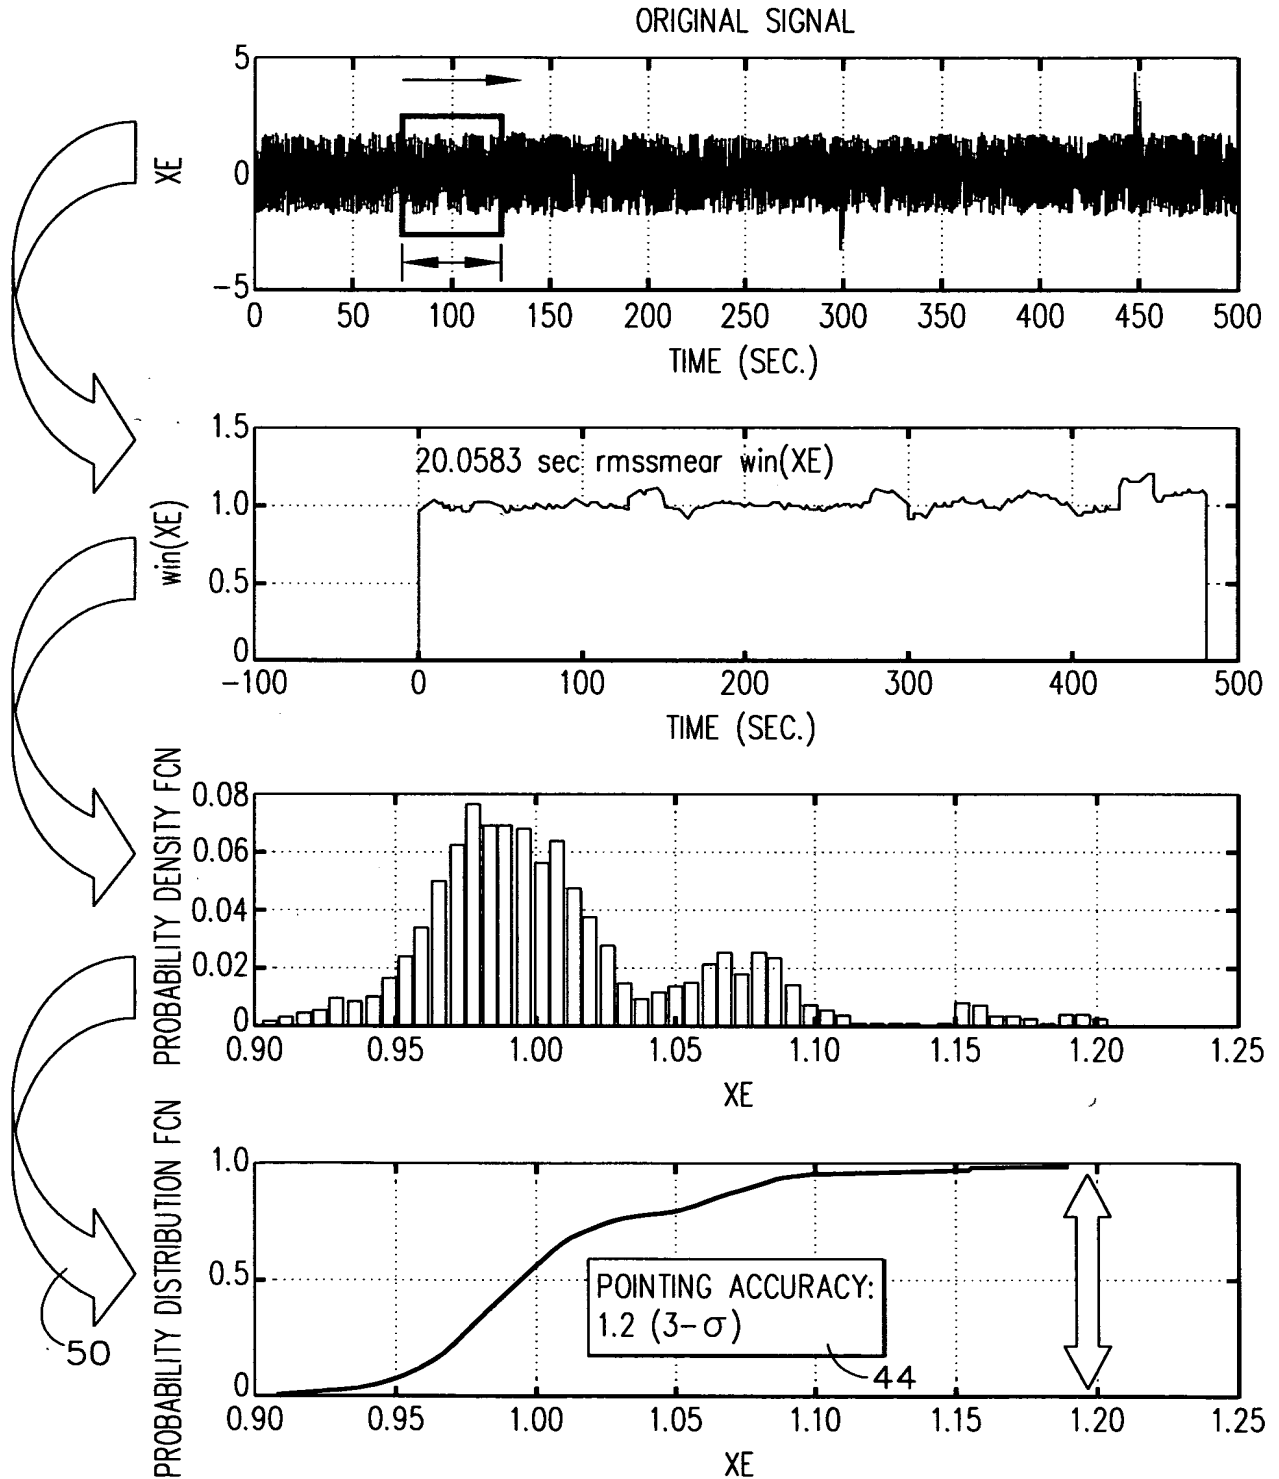 ORIGINAL SIGNAL
5
0
-5
XE
0 50 100 150 200 250 300 350 400 450 500
TIME (SEC.)
1.5
1.0
0.5
0
win(XE)
20.0583 sec rmssmear win(XE)
-100 0 100 200 300 400 500
TIME (SEC.)
0.08
0.06
0.04
0.02
0
PROBABILITY DENSITY FCN
0.90 0.95 1.00 1.05 1.10 1.15 1.20 1.25
XE
1.0
0.5
0
PROBABILITY DISTRIBUTION FCN
POINTING ACCURACY:
1.2 (3-σ)
44
50
0.90 0.95 1.00 1.05 1.10 1.15 1.20 1.25
XE